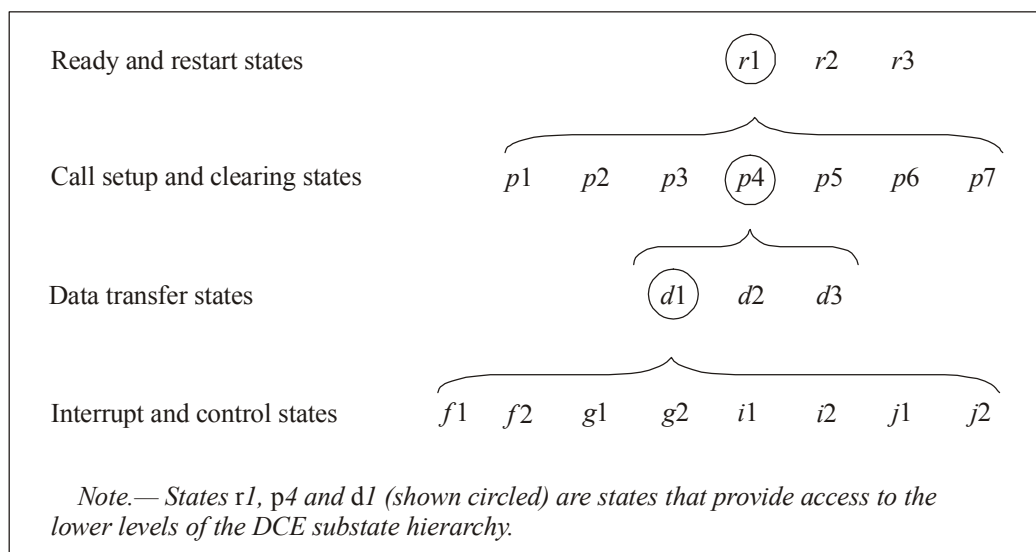 Ready and restart states r1 r2 r3
Call setup and clearing states p1 p2 p3 p4 p5 p6 p7
Data transfer states d1 d2 d3
Interrupt and control states f1 f2 g1 g2 i1 i2 j1 j2
Note.— States r1, p4 and d1 (shown circled) are states that provide access to the
lower levels of the DCE substate hierarchy.